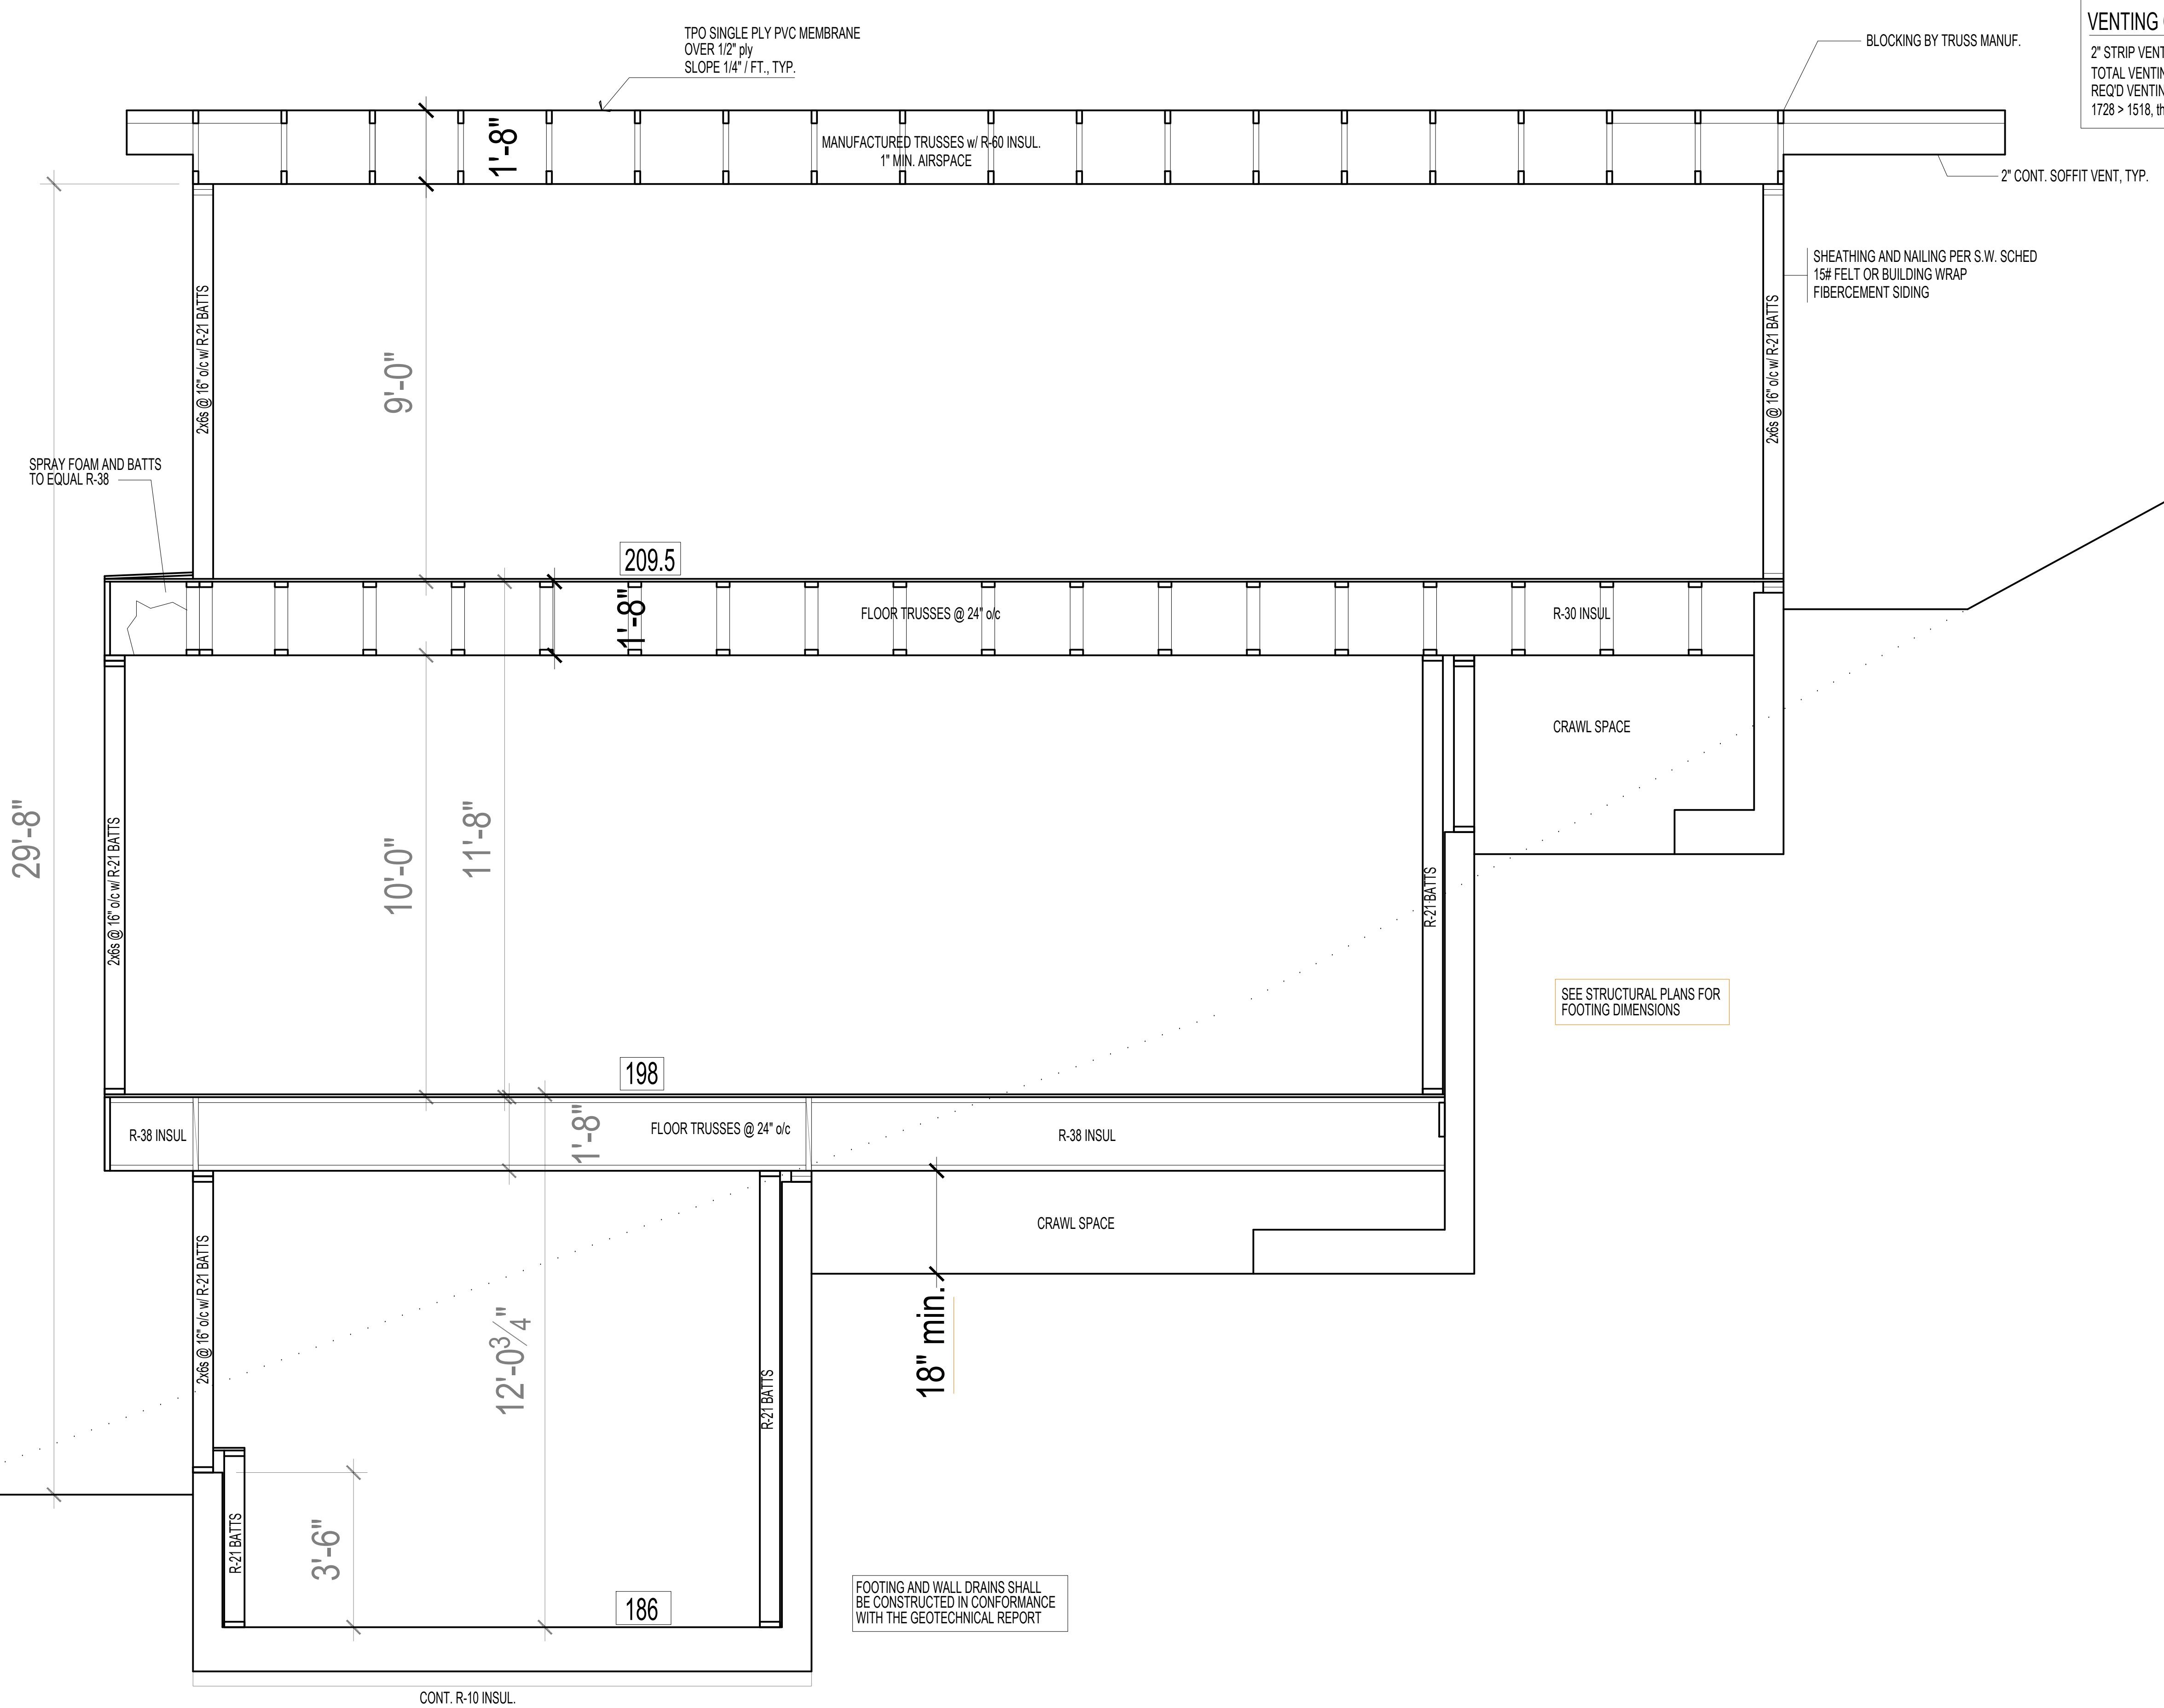 TPO SINGLE PLY PVC MEMBRANE
OVER 1/2" ply
SLOPE 1/4" / FT., TYP.
BLOCKING BY TRUSS MANUF.
VENTING
2" STRIP VENT
TOTAL VENTIN
REQ'D VENTIN
1728 > 1518, th
1'-8"
MANUFACTURED TRUSSES w/ R-60 INSUL.
1" MIN. AIRSPACE
2" CONT. SOFFIT VENT, TYP.
SHEATHING AND NAILING PER S.W. SCHED
15# FELT OR BUILDING WRAP
FIBERCEMENT SIDING
2x6s @ 16" o/c w/ R-21 BATTS
9'-0"
2x6s @ 16" o/c w/ R-21 BATTS
SPRAY FOAM AND BATTS
TO EQUAL R-38
209.5
1'-8"
FLOOR TRUSSES @ 24" o/c
R-30 INSUL
CRAWL SPACE
29'-8"
2x6s @ 16" o/c w/ R-21 BATTS
10'-0"
11'-8"
R-21 BATTS
SEE STRUCTURAL PLANS FOR
FOOTING DIMENSIONS
198
R-38 INSUL
1'-8"
FLOOR TRUSSES @ 24" o/c
R-38 INSUL
CRAWL SPACE
2x6s @ 16" o/c w/ R-21 BATTS
12'-0 3/4"
18" min.
R-21 BATTS
R-21 BATTS
3'-6"
186
FOOTING AND WALL DRAINS SHALL
BE CONSTRUCTED IN CONFORMANCE
WITH THE GEOTECHNICAL REPORT
CONT. R-10 INSUL.